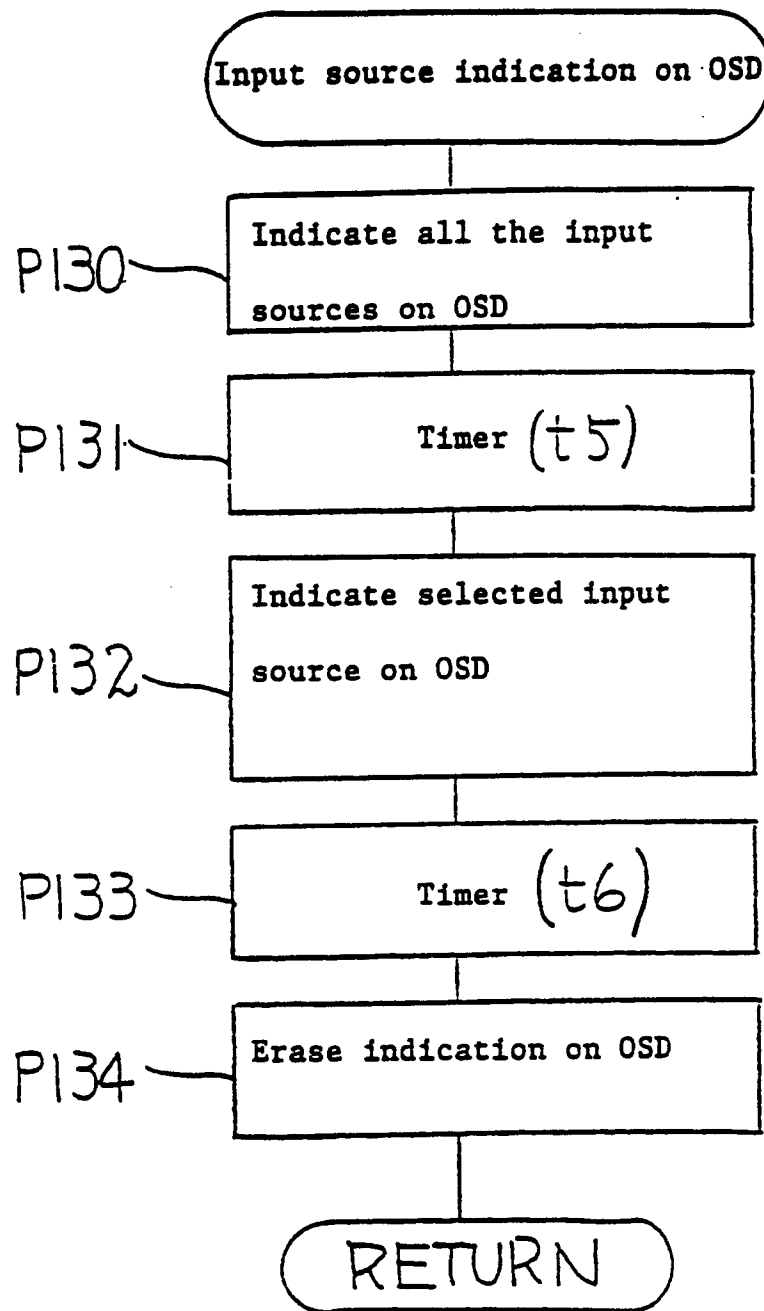 Input source indication on OSD
P130
Indicate all the input
sources on OSD
P131
Timer (t5)
P132
Indicate selected input
source on OSD
P133
Timer (t6)
P134
Erase indication on OSD
RETURN